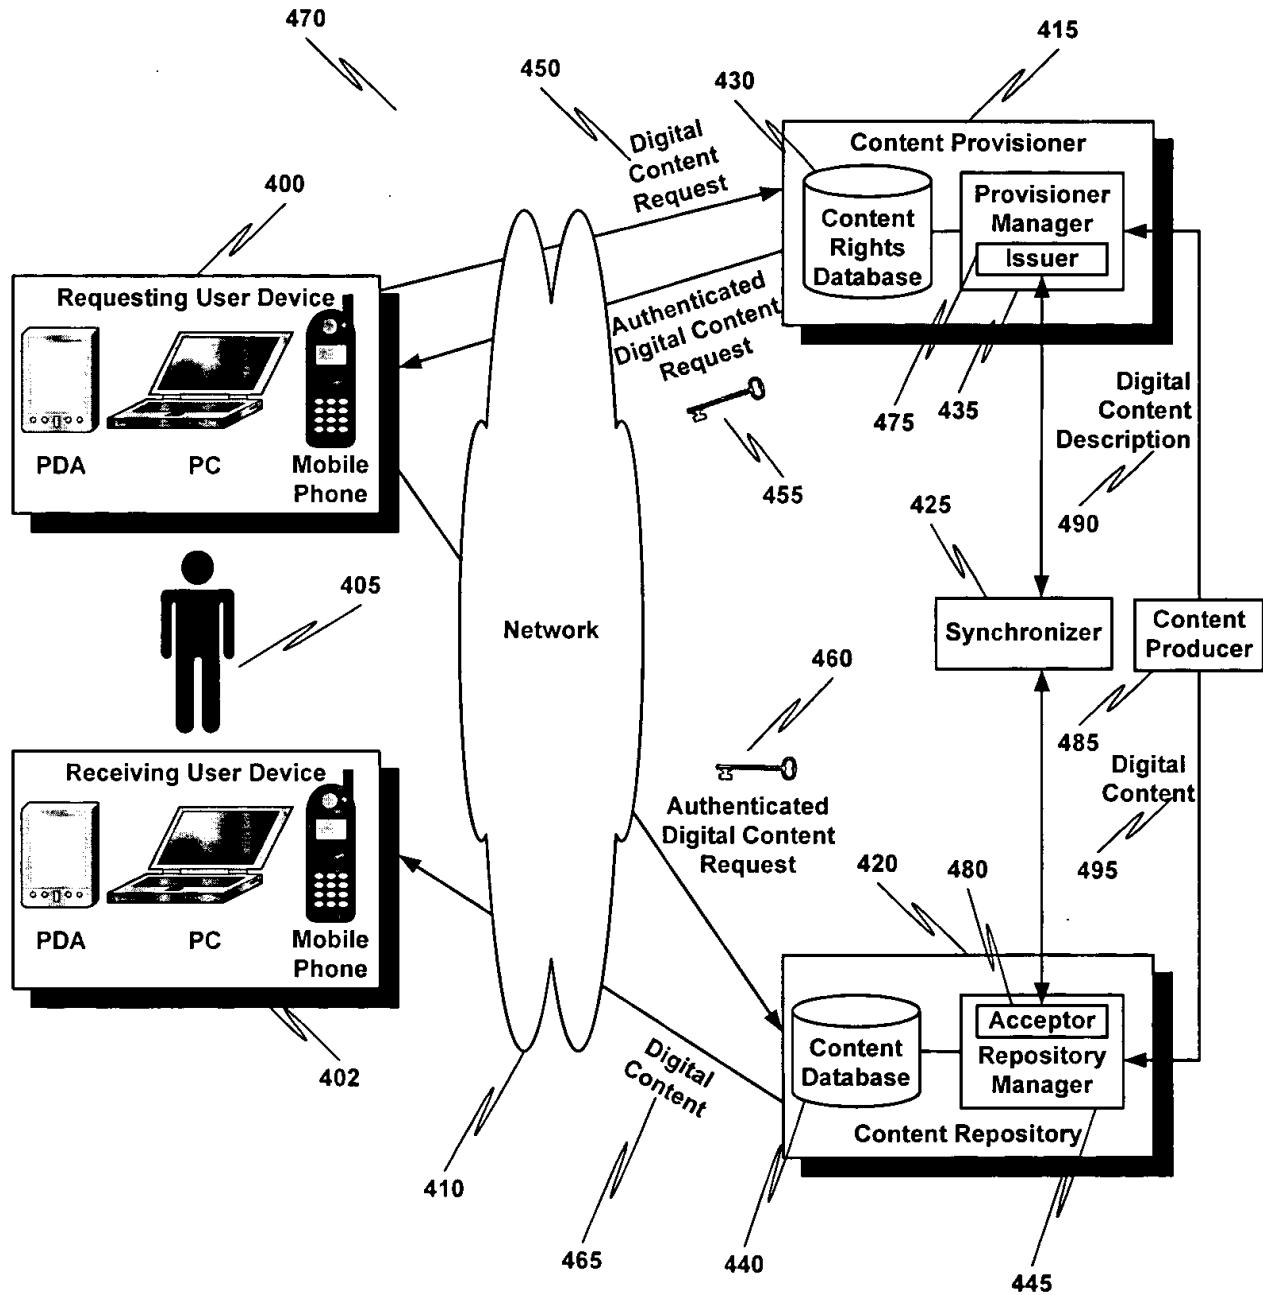 470
415
450
430
Digital
Content
Request
Content Provisioner
400
Content
Rights
Database
Provisioner
Manager
Issuer
Requesting User Device
Authenticated
Digital Content
Request
PDA
PC
Mobile
Phone
475
435
Digital
Content
Description
455
425
490
405
Network
Synchronizer
Content
Producer
460
485
Receiving User Device
Digital
Content
Authenticated
Digital Content
Request
420
480
495
PDA
PC
Mobile
Phone
Acceptor
Repository
Manager
Content
Database
402
Digital
Content
Content Repository
410
465
440
445